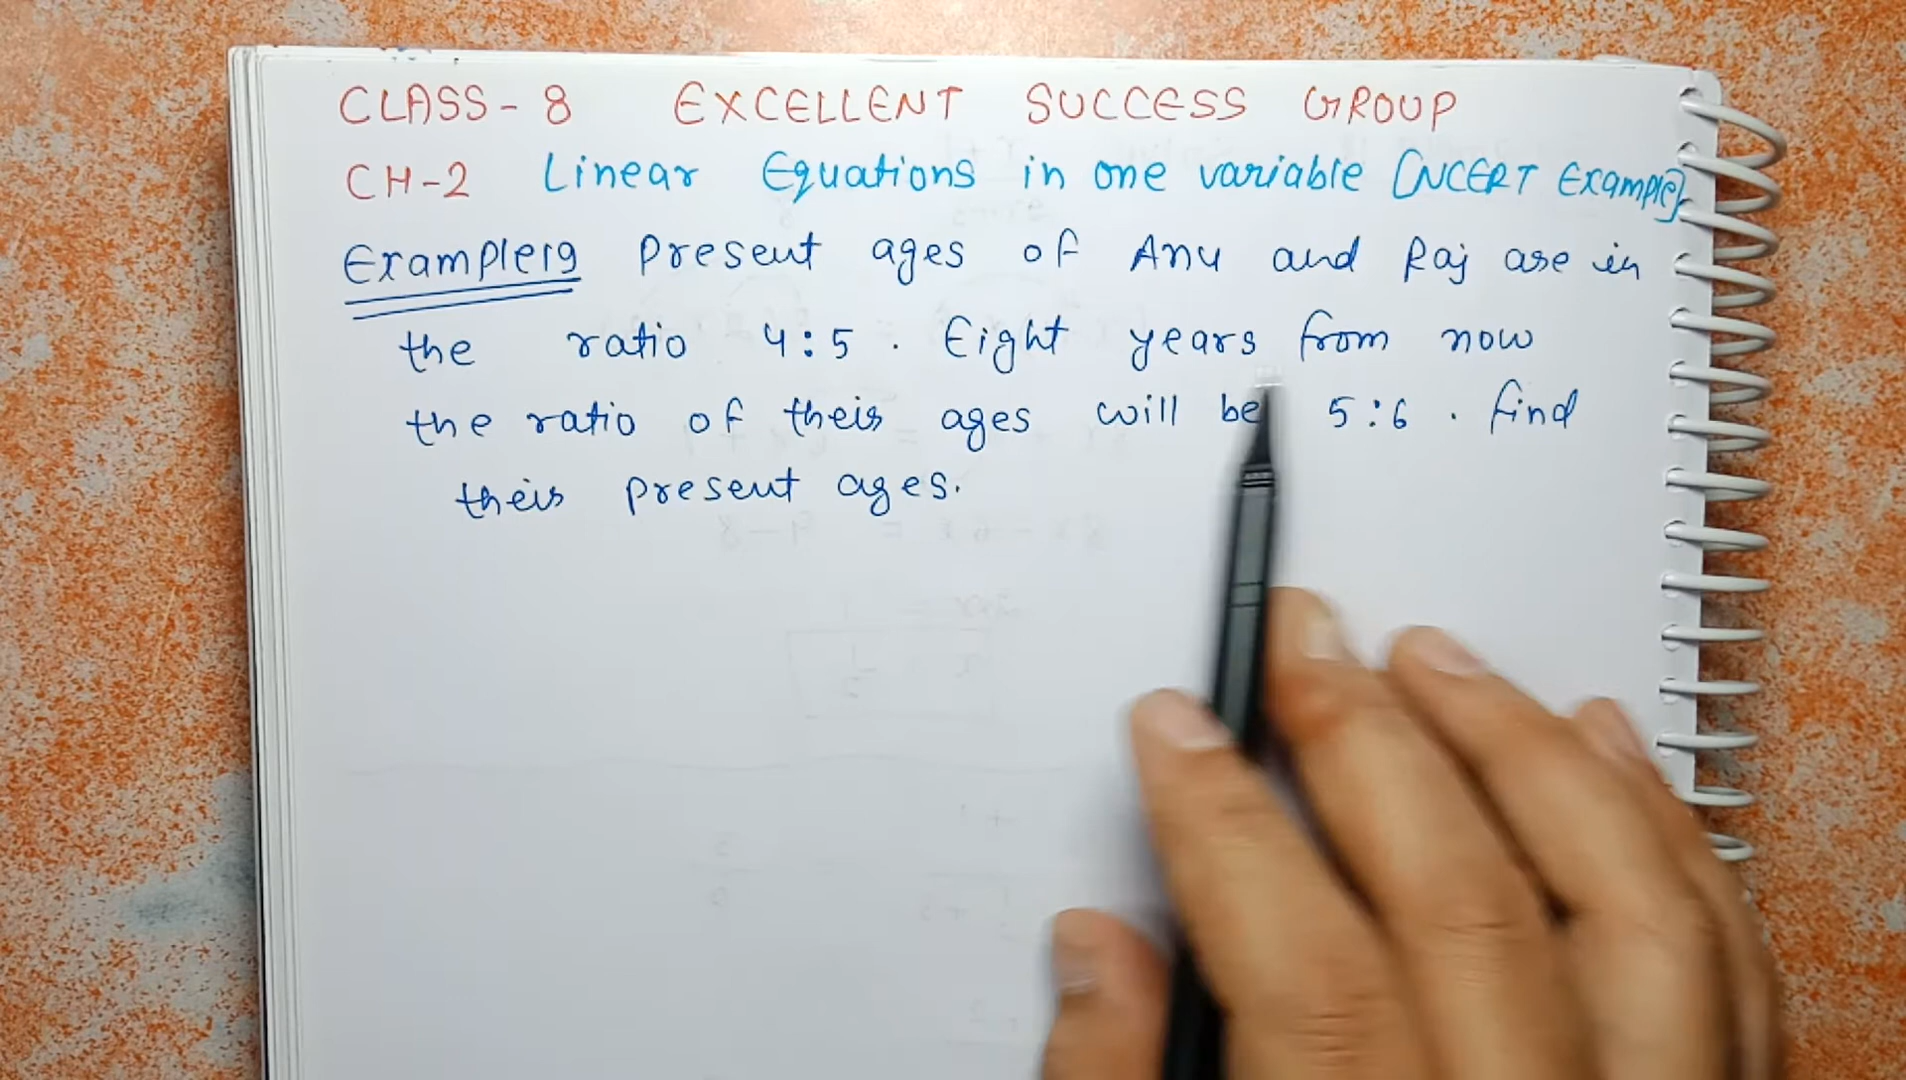 CLASS-8 EXCELLENT SUCCESS GROUP
CH-2 Linear Equations in one variable [NCERT Example]
Example19 Present ages of Anu and Raj are in
the ratio 4:5. Eight years from now
the ratio of their ages will be 5:6. find
their present ages.